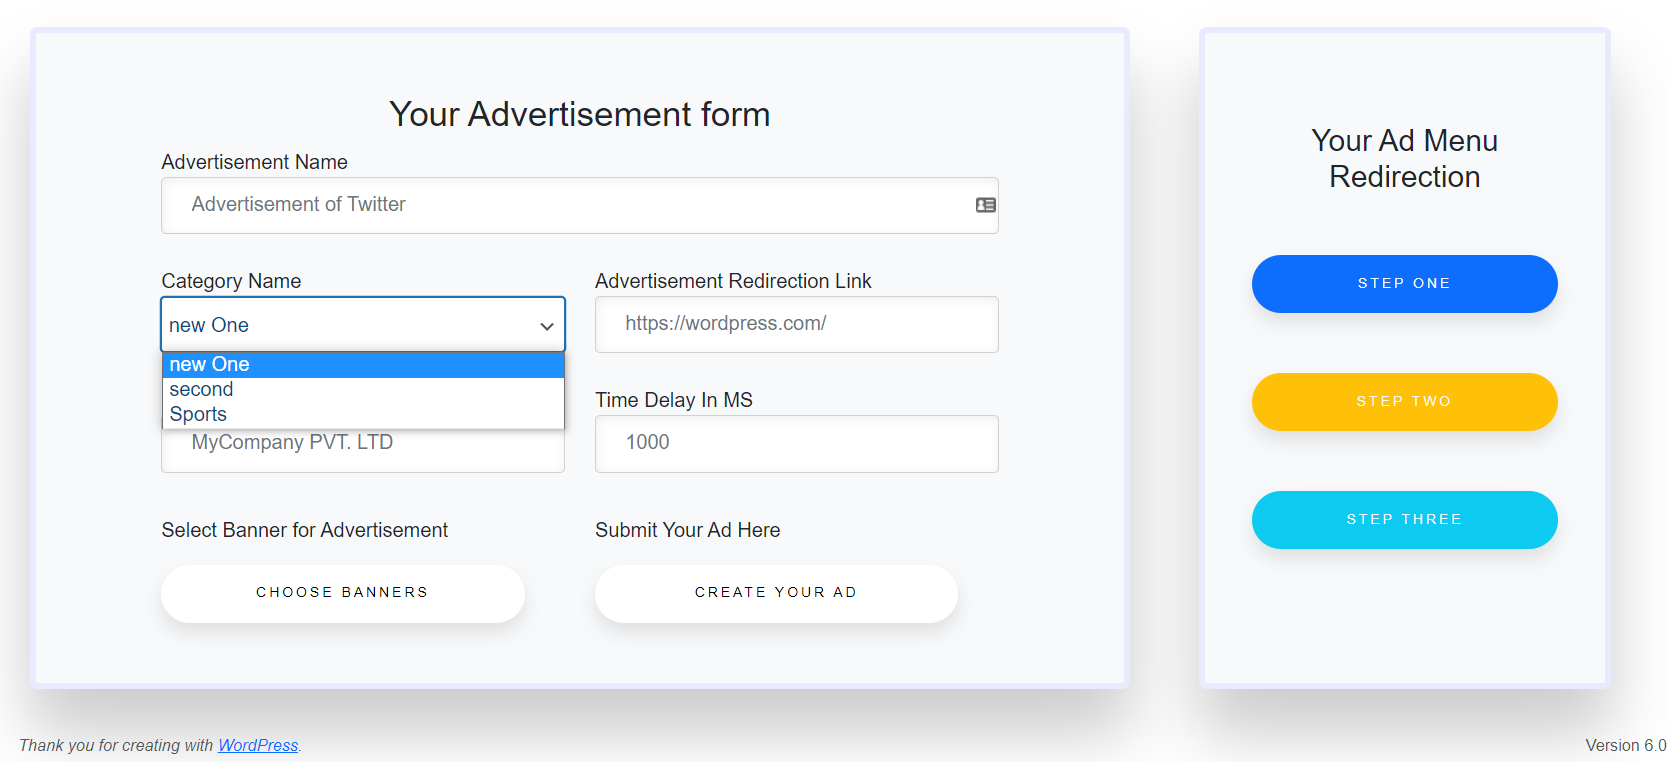 Your Advertisement form
Advertisement Name
Advertisement of Twitter
Category Name
new One
new One
second
Sports
MyCompany PVT. LTD
Advertisement Redirection Link
https://wordpress.com/
Time Delay In MS
1000
Select Banner for Advertisement
CHOOSE BANNERS
Submit Your Ad Here
CREATE YOUR AD
Your Ad Menu
Redirection
STEP ONE
STEP TWO
STEP THREE
Thank you for creating with WordPress.
Version 6.0